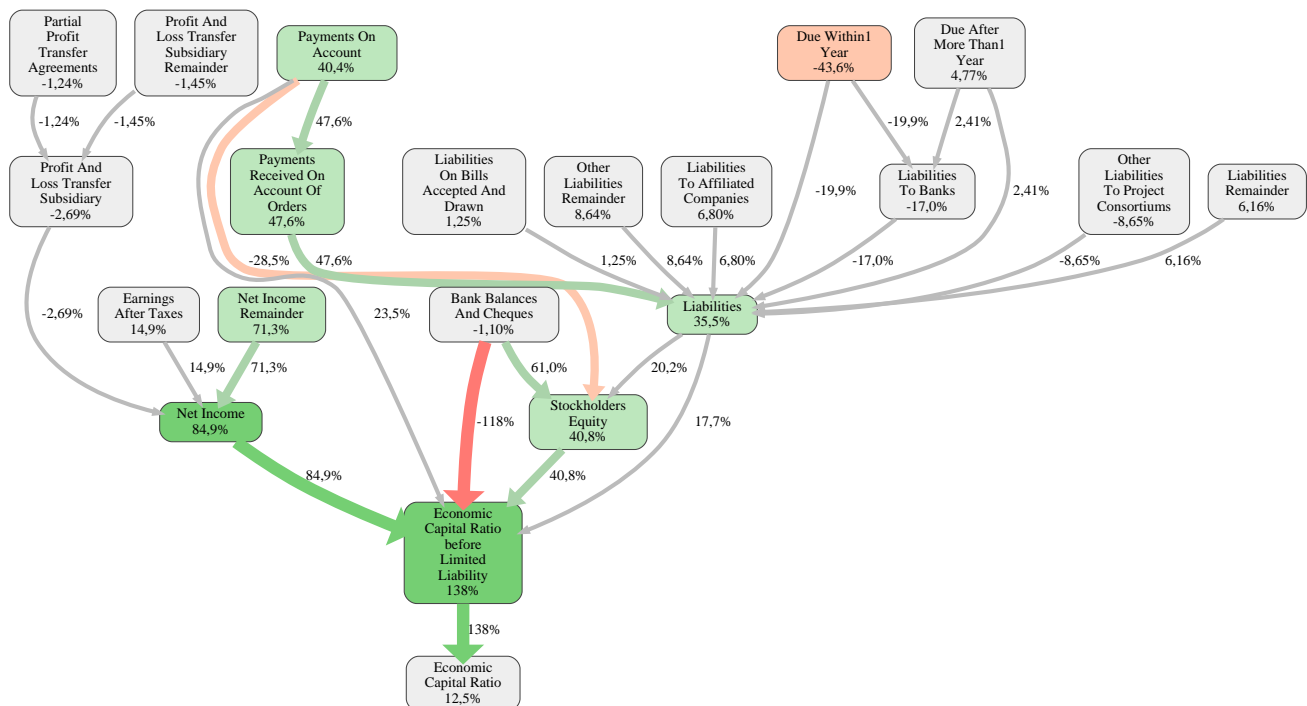 Partial
Profit
Transfer
Agreements
-1,24%
Profit And
Loss Transfer
Subsidiary
Remainder
-1,45%
Payments On
Account
40,4%
Due Within1
Year
-43,6%
Due After
More Than1
Year
4,77%
-1,24%
-1,45%
47,6%
-19,9%
2,41%
Profit And
Loss Transfer
Subsidiary
-2,69%
Payments
Received On
Account Of
Orders
47,6%
Liabilities
On Bills
Accepted And
Drawn
1,25%
Other
Liabilities
Remainder
8,64%
Liabilities
To Affiliated
Companies
6,80%
-19,9%
Liabilities
To Banks
-17,0%
2,41%
Other
Liabilities
To Project
Consortiums
-8,65%
Liabilities
Remainder
6,16%
-28,5%
47,6%
1,25%
8,64%
6,80%
-17,0%
-8,65%
6,16%
-2,69%
Earnings
After Taxes
14,9%
Net Income
Remainder
71,3%
23,5%
Bank Balances
And Cheques
-1,10%
Liabilities
35,5%
14,9%
71,3%
61,0%
20,2%
Net Income
84,9%
-118%
Stockholders
Equity
40,8%
17,7%
84,9%
40,8%
Economic
Capital Ratio
before
Limited
Liability
138%
138%
Economic
Capital Ratio
12,5%